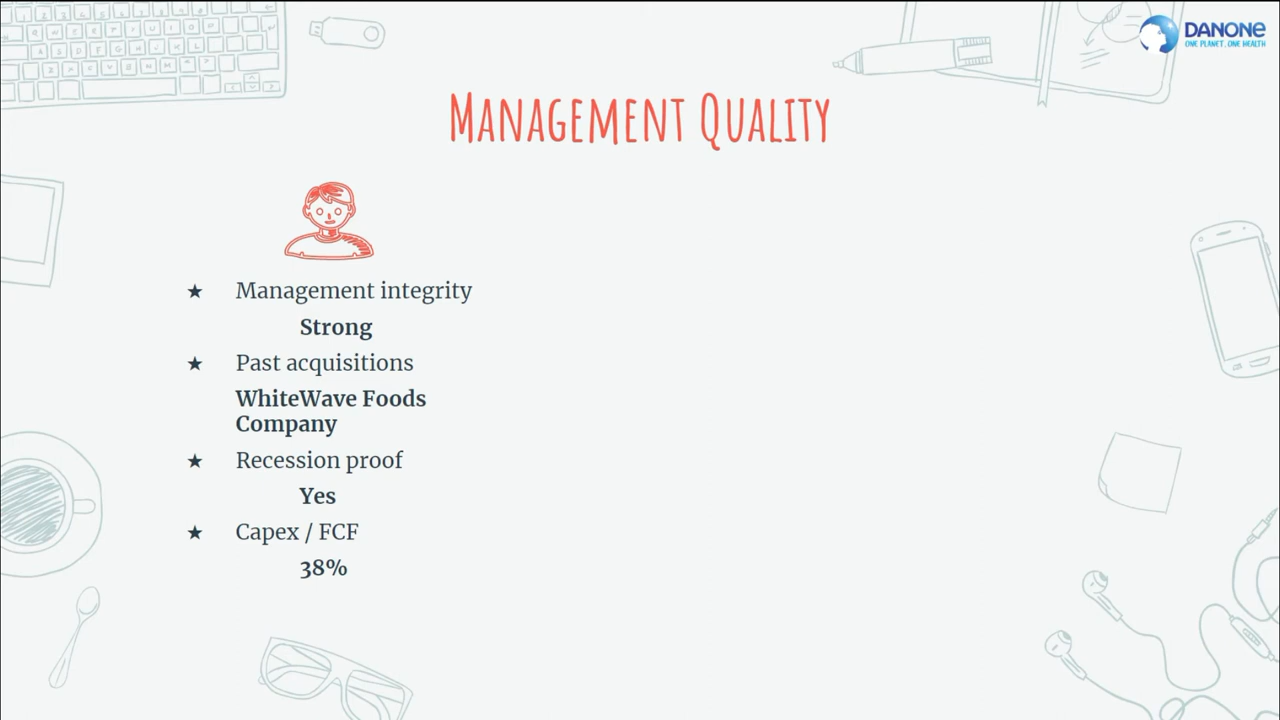 DANONE
ONE PLANET. ONE HEALTH
Management Quality
★ Management integrity
Strong
★ Past acquisitions
WhiteWave Foods
Company
★ Recession proof
Yes
★ Capex / FCF
38%